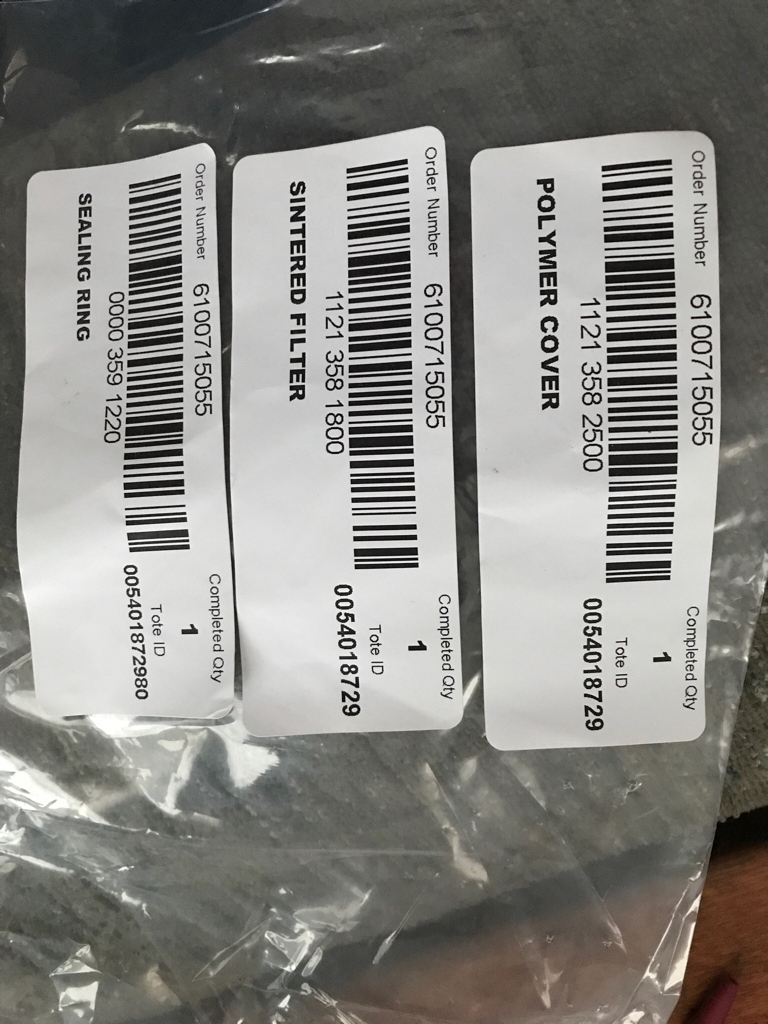 Order Number 6100715055
1121 358 2500
POLYMER COVER
Completed Qty
1
Tote ID
0054018729
Order Number 6100715055
1121 358 1800
SINTERED FILTER
Completed Qty
1
Tote ID
0054018729
Order Number 6100715055
0000 359 1220
SEALING RING
Completed Qty
1
Tote ID
005401872980